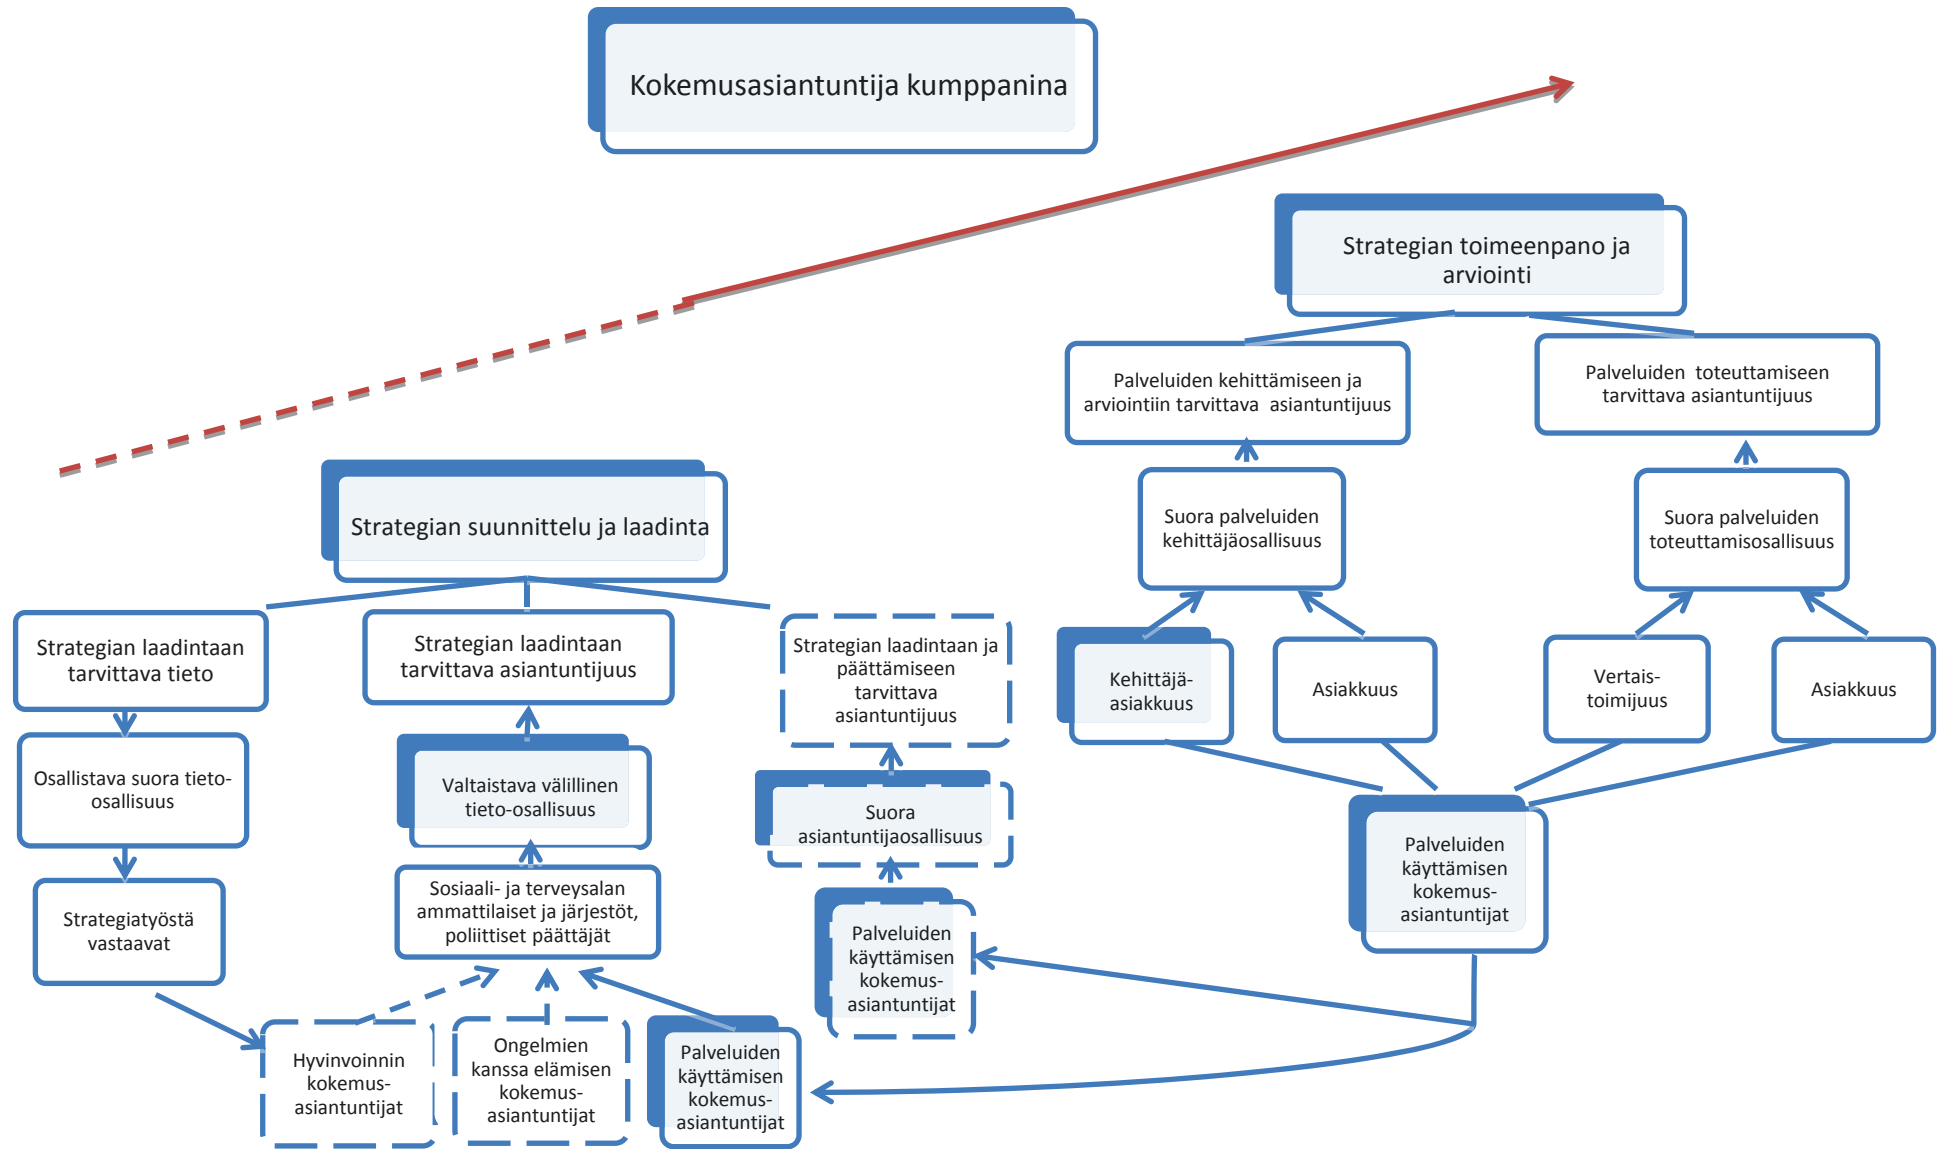 Kokemusasiantuntija kumppanina
Strategian toimeenpano ja
arviointi
Palveluiden kehittämiseen ja
arviointiin tarvittava asiantuntijuus
Palveluiden toteuttamiseen
tarvittava asiantuntijuus
Suora palveluiden
kehittäjäosallisuus
Suora palveluiden
toteuttamisosallisuus
Kehittäjä-
asiakkuus
Asiakkuus
Vertais-
toimijuus
Asiakkuus
Palveluiden
käyttämisen
kokemus-
asiantuntijat
Strategian suunnittelu ja laadinta
Strategian laadintaan
tarvittava tieto
Strategian laadintaan
tarvittava asiantuntijuus
Strategian laadintaan ja
päättämiseen
tarvittava
asiantuntijuus
Osallistava suora tieto-
osallisuus
Valtaistava välillinen
tieto-osallisuus
Suora
asiantuntijaosallisuus
Strategiatyöstä
vastaavat
Sosiaali- ja terveysalan
ammattilaiset ja järjestöt,
poliittiset päättäjät
Palveluiden
käyttämisen
kokemus-
asiantuntijat
Hyvinvoinnin
kokemus-
asiantuntijat
Ongelmien
kanssa elämisen
kokemus-
asiantuntijat
Palveluiden
käyttämisen
kokemus-
asiantuntijat